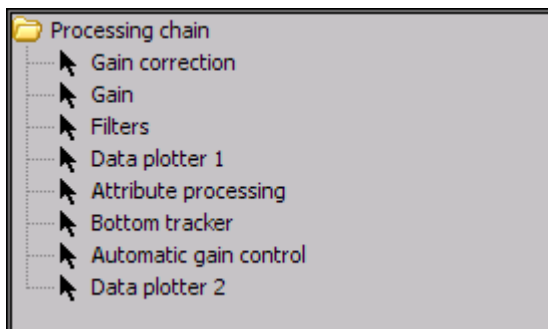 Processing chain
Gain correction
Gain
Filters
Data plotter 1
Attribute processing
Bottom tracker
Automatic gain control
Data plotter 2